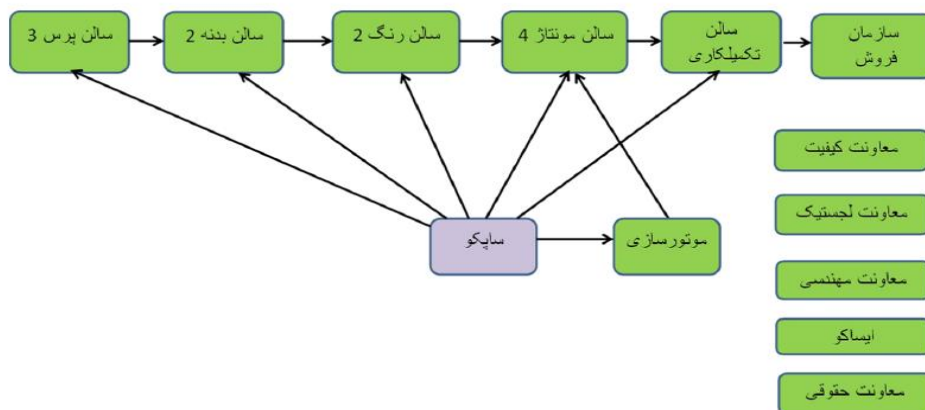 سالن پرس 3
سالن بدنه 2
سالن رنگ 2
سالن مونتاژ 4
سالن
تکمیلکاری
سازمان
فروش
معاونت کیفیت
معاونت لجستیک
ساپکو
موتورسازی
معاونت مهندسی
ایساکو
معاونت حقوقی